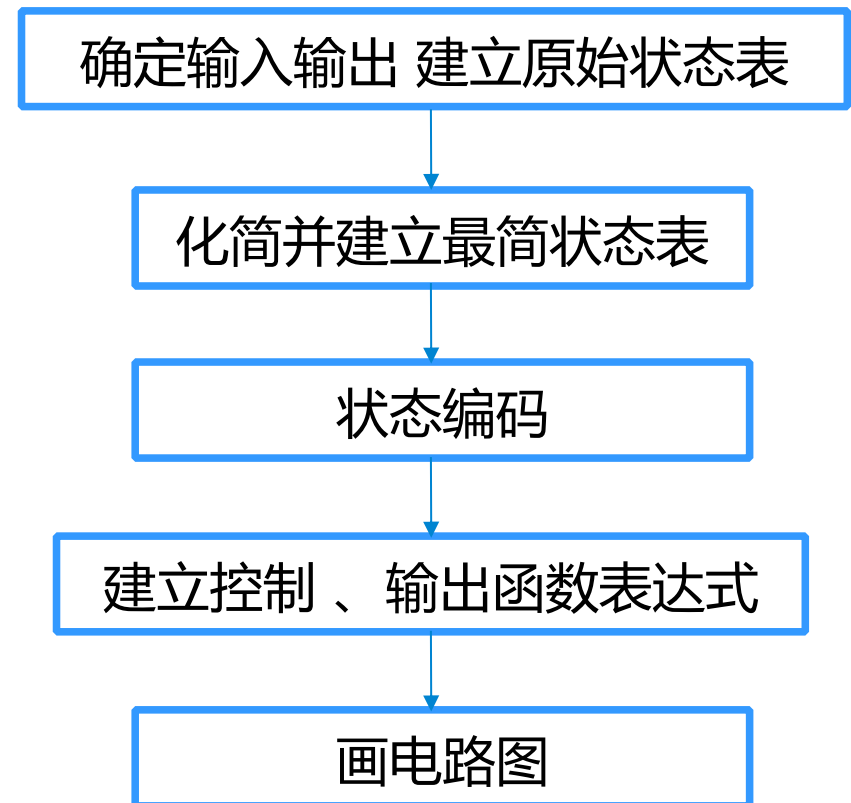 确定输入输出 建立原始状态表
化简并建立最简状态表
状态编码
建立控制 、输出函数表达式
画电路图